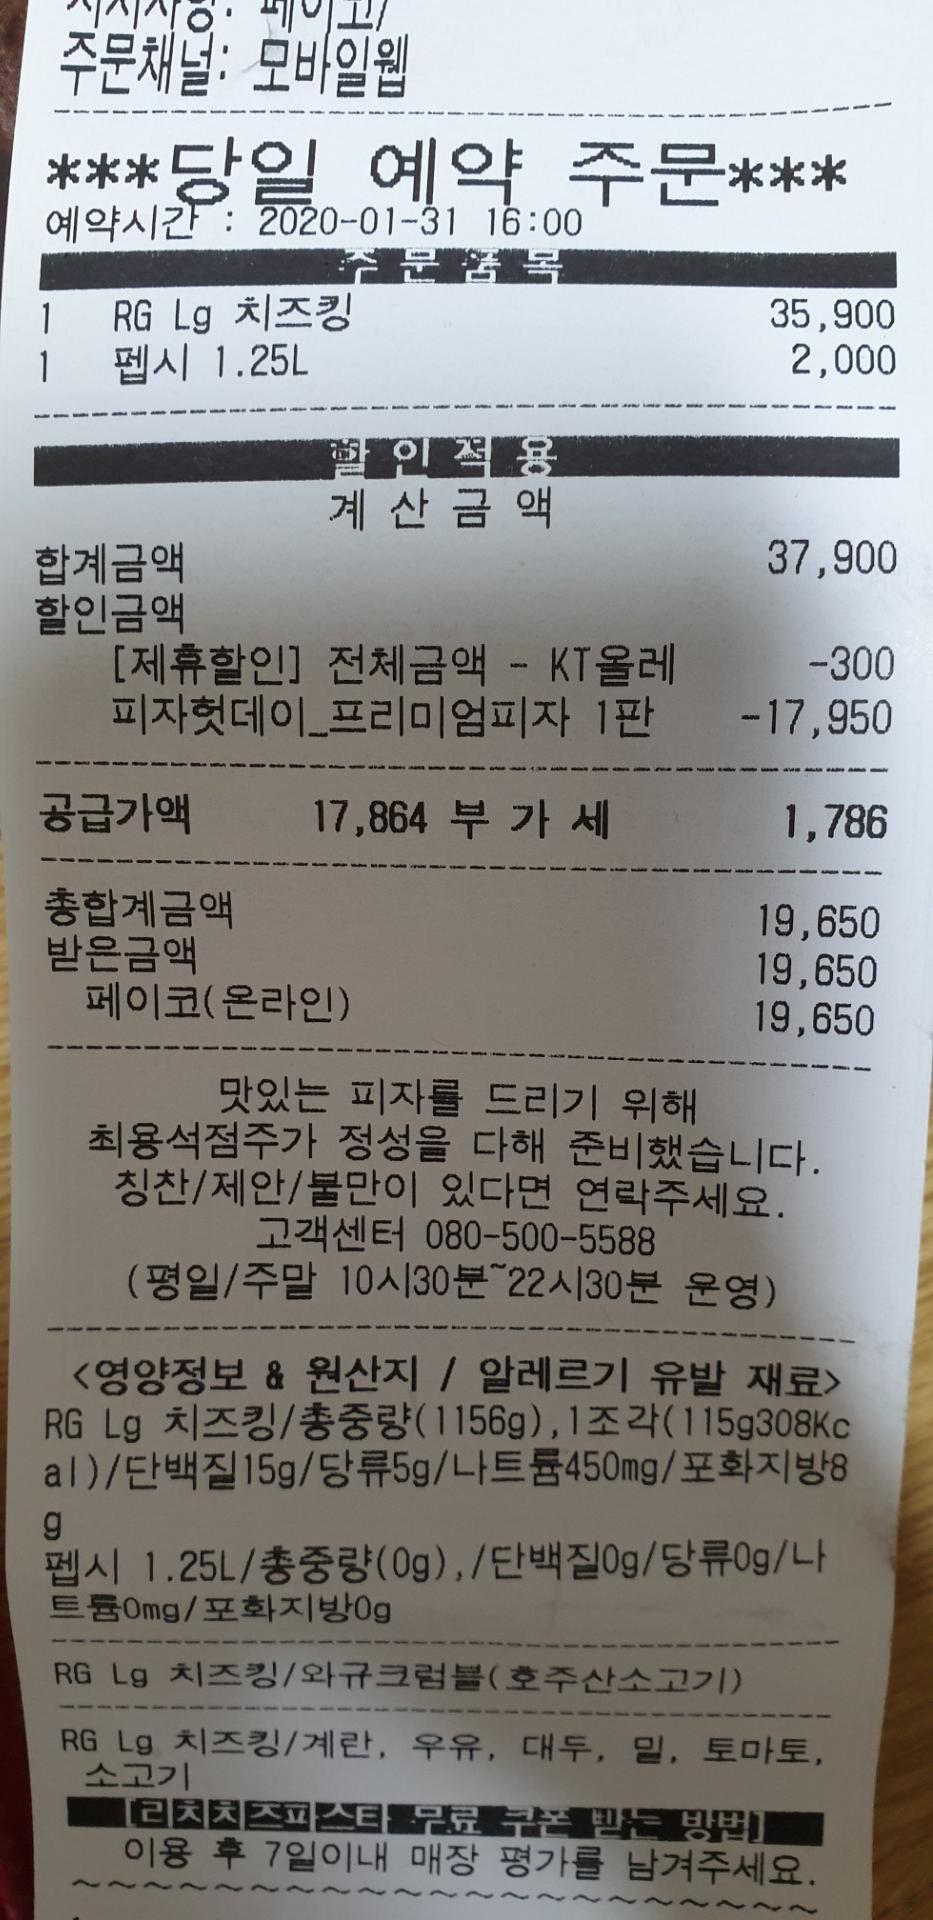 주문채널: 모바일웹
***당일 예약 주문***
예약시간 : 2020-01-31 16:00
주문품목
1 RG Lg 치즈킹 35,900
1 펩시 1.25L 2,000
할인적용
계산금액
합계금액 37,900
할인금액
[제휴할인] 전체금액 - KT올레 -300
피자헛데이_프리미엄피자 1판 -17,950
공급가액 17,864 부 가 세 1,786
총합계금액 19,650
받은금액 19,650
페이코(온라인) 19,650
맛있는 피자를 드리기 위해
최용석점주가 정성을 다해 준비했습니다.
칭찬/제안/불만이 있다면 연락주세요.
고객센터 080-500-5588
(평일/주말 10시30분~22시30분 운영)
<영양정보 & 원산지 / 알레르기 유발 재료>
RG Lg 치즈킹/총중량(1156g),1조각(115g308Kc
al)/단백질15g/당류5g/나트륨450mg/포화지방8
g
펩시 1.25L/총중량(0g),/단백질0g/당류0g/나
트륨0mg/포화지방0g
RG Lg 치즈킹/와규크럼블(호주산소고기)
RG Lg 치즈킹/계란, 우유, 대두, 밀, 토마토,
소고기
[리치치즈파스타 무료 쿠폰 받는 방법]
이용 후 7일이내 매장 평가를 남겨주세요.
~~~~~~~~~~~~~~~~~~~~~